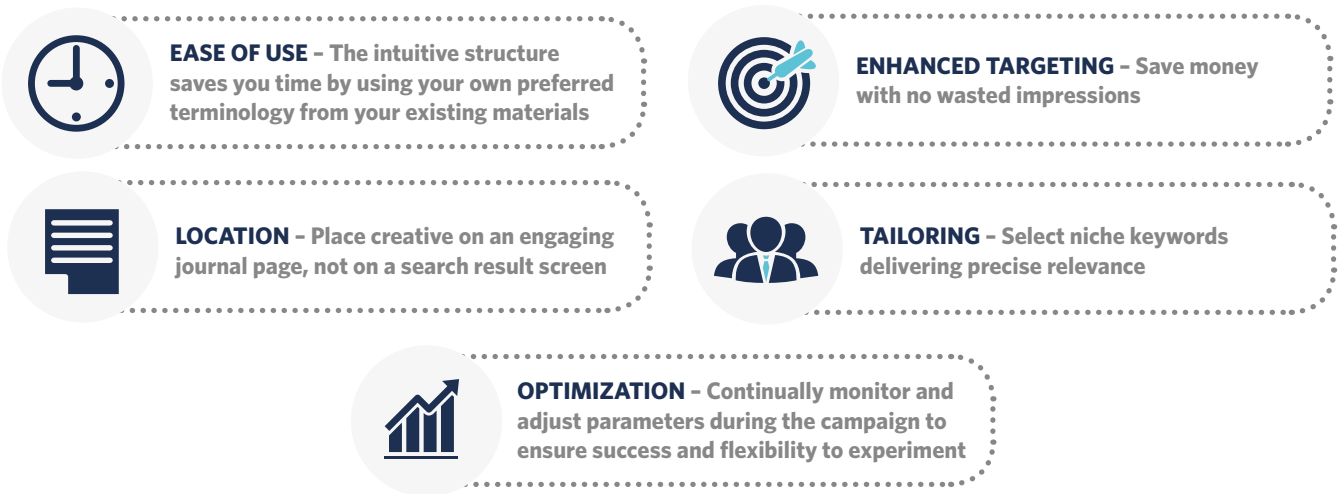 EASE OF USE – The intuitive structure
saves you time by using your own preferred
terminology from your existing materials
ENHANCED TARGETING – Save money
with no wasted impressions
LOCATION – Place creative on an engaging
journal page, not on a search result screen
TAILORING – Select niche keywords
delivering precise relevance
OPTIMIZATION – Continually monitor and
adjust parameters during the campaign to
ensure success and flexibility to experiment